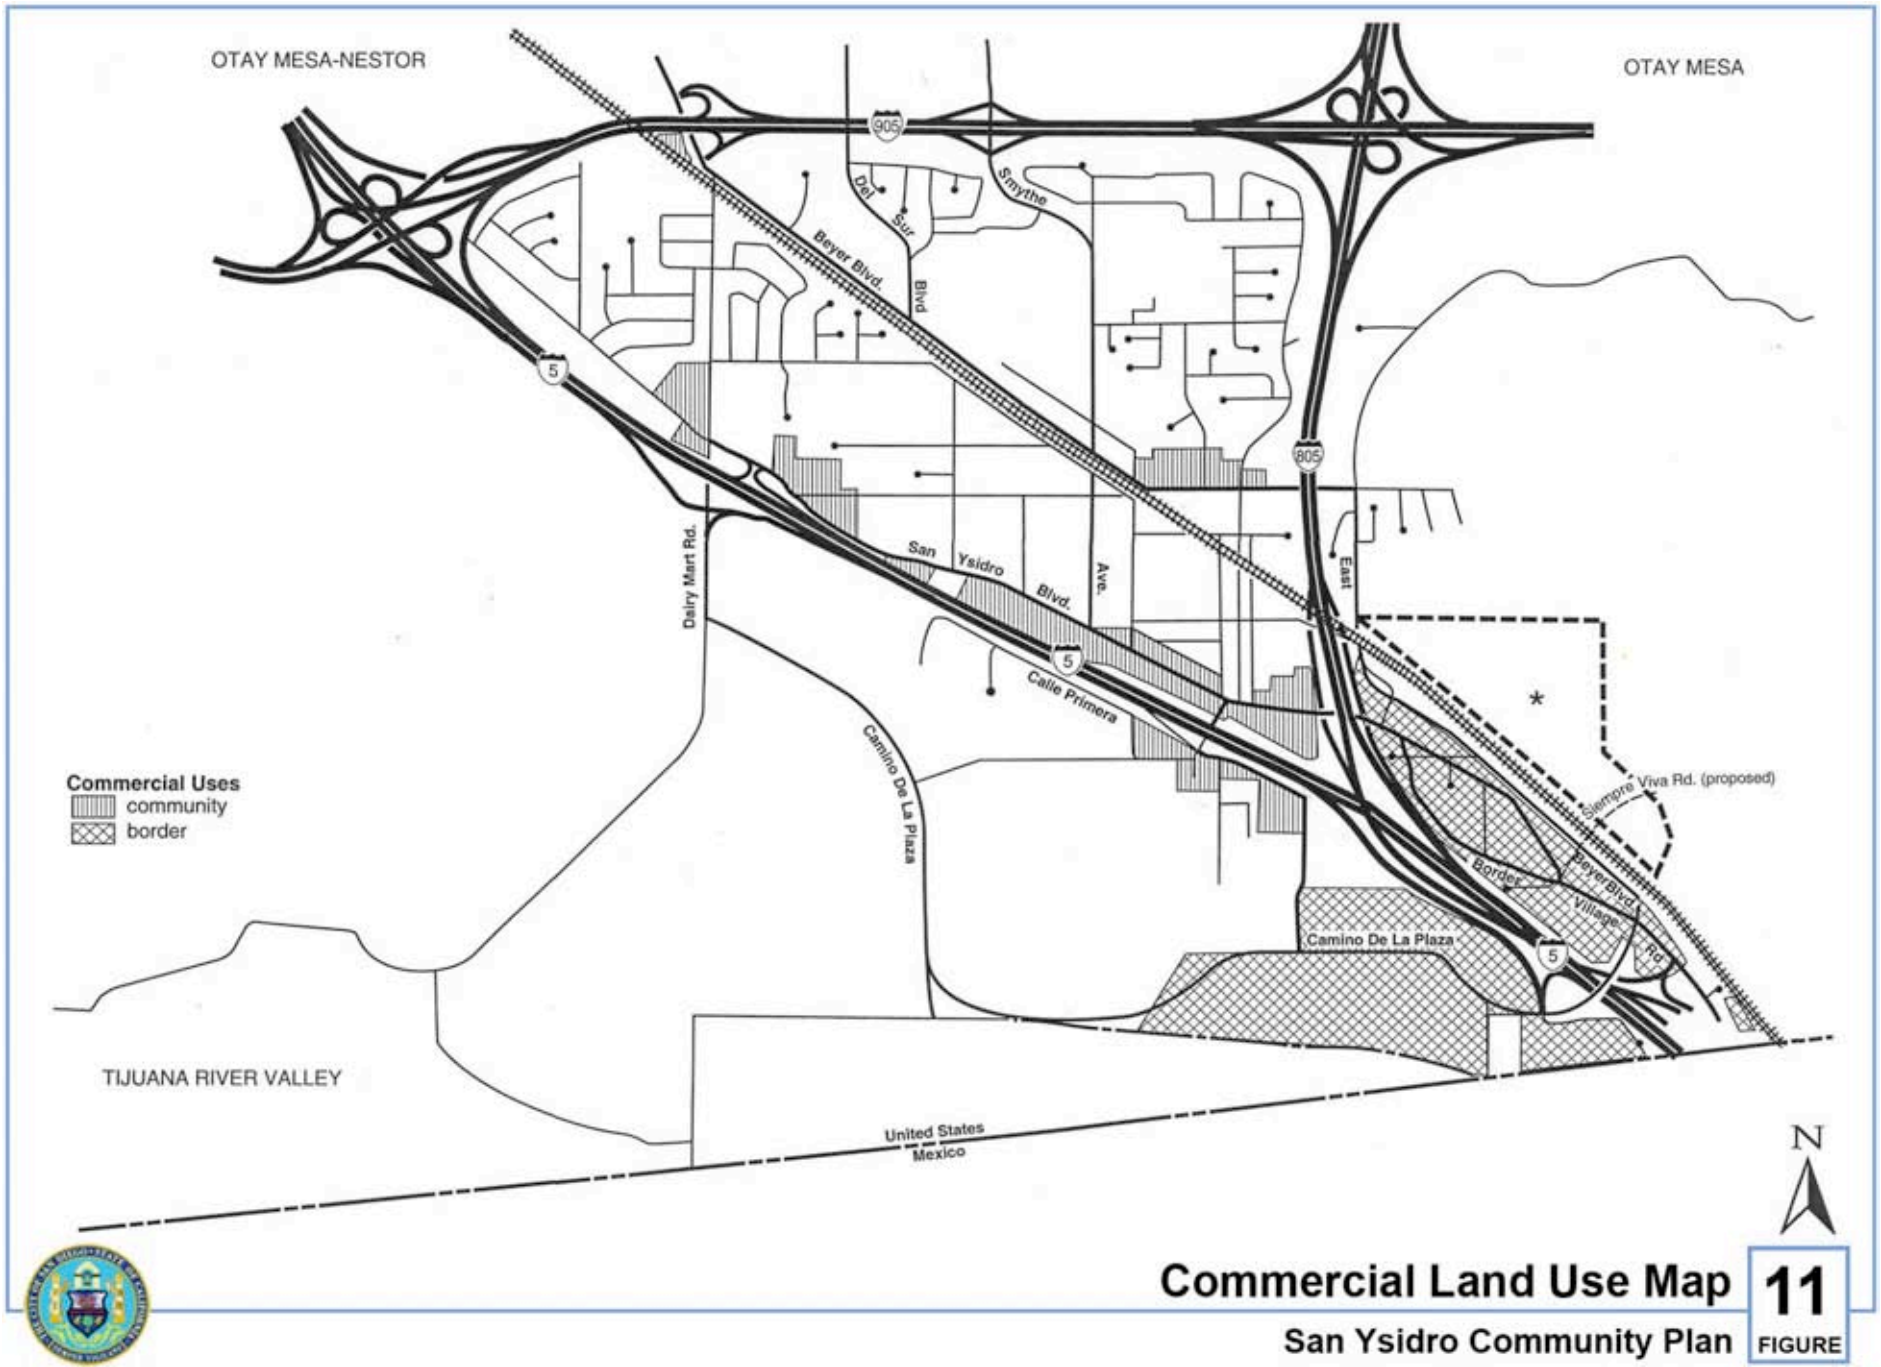 OTAY MESA-NESTOR
OTAY MESA
905
Del
Sur
Blvd
Smythe
Beyer Blvd.
5
805
San
Ysidro
Blvd.
Ave.
East
Dairy Mart Rd.
5
Calle Primera
Camino De La Plaza
*
Siempre Viva Rd. (proposed)
Commercial Uses
community
border
Border
Village
Rd
Beyer Blvd.
Camino De La Plaza
5
TIJUANA RIVER VALLEY
United States
Mexico
N
Commercial Land Use Map
San Ysidro Community Plan
11
FIGURE